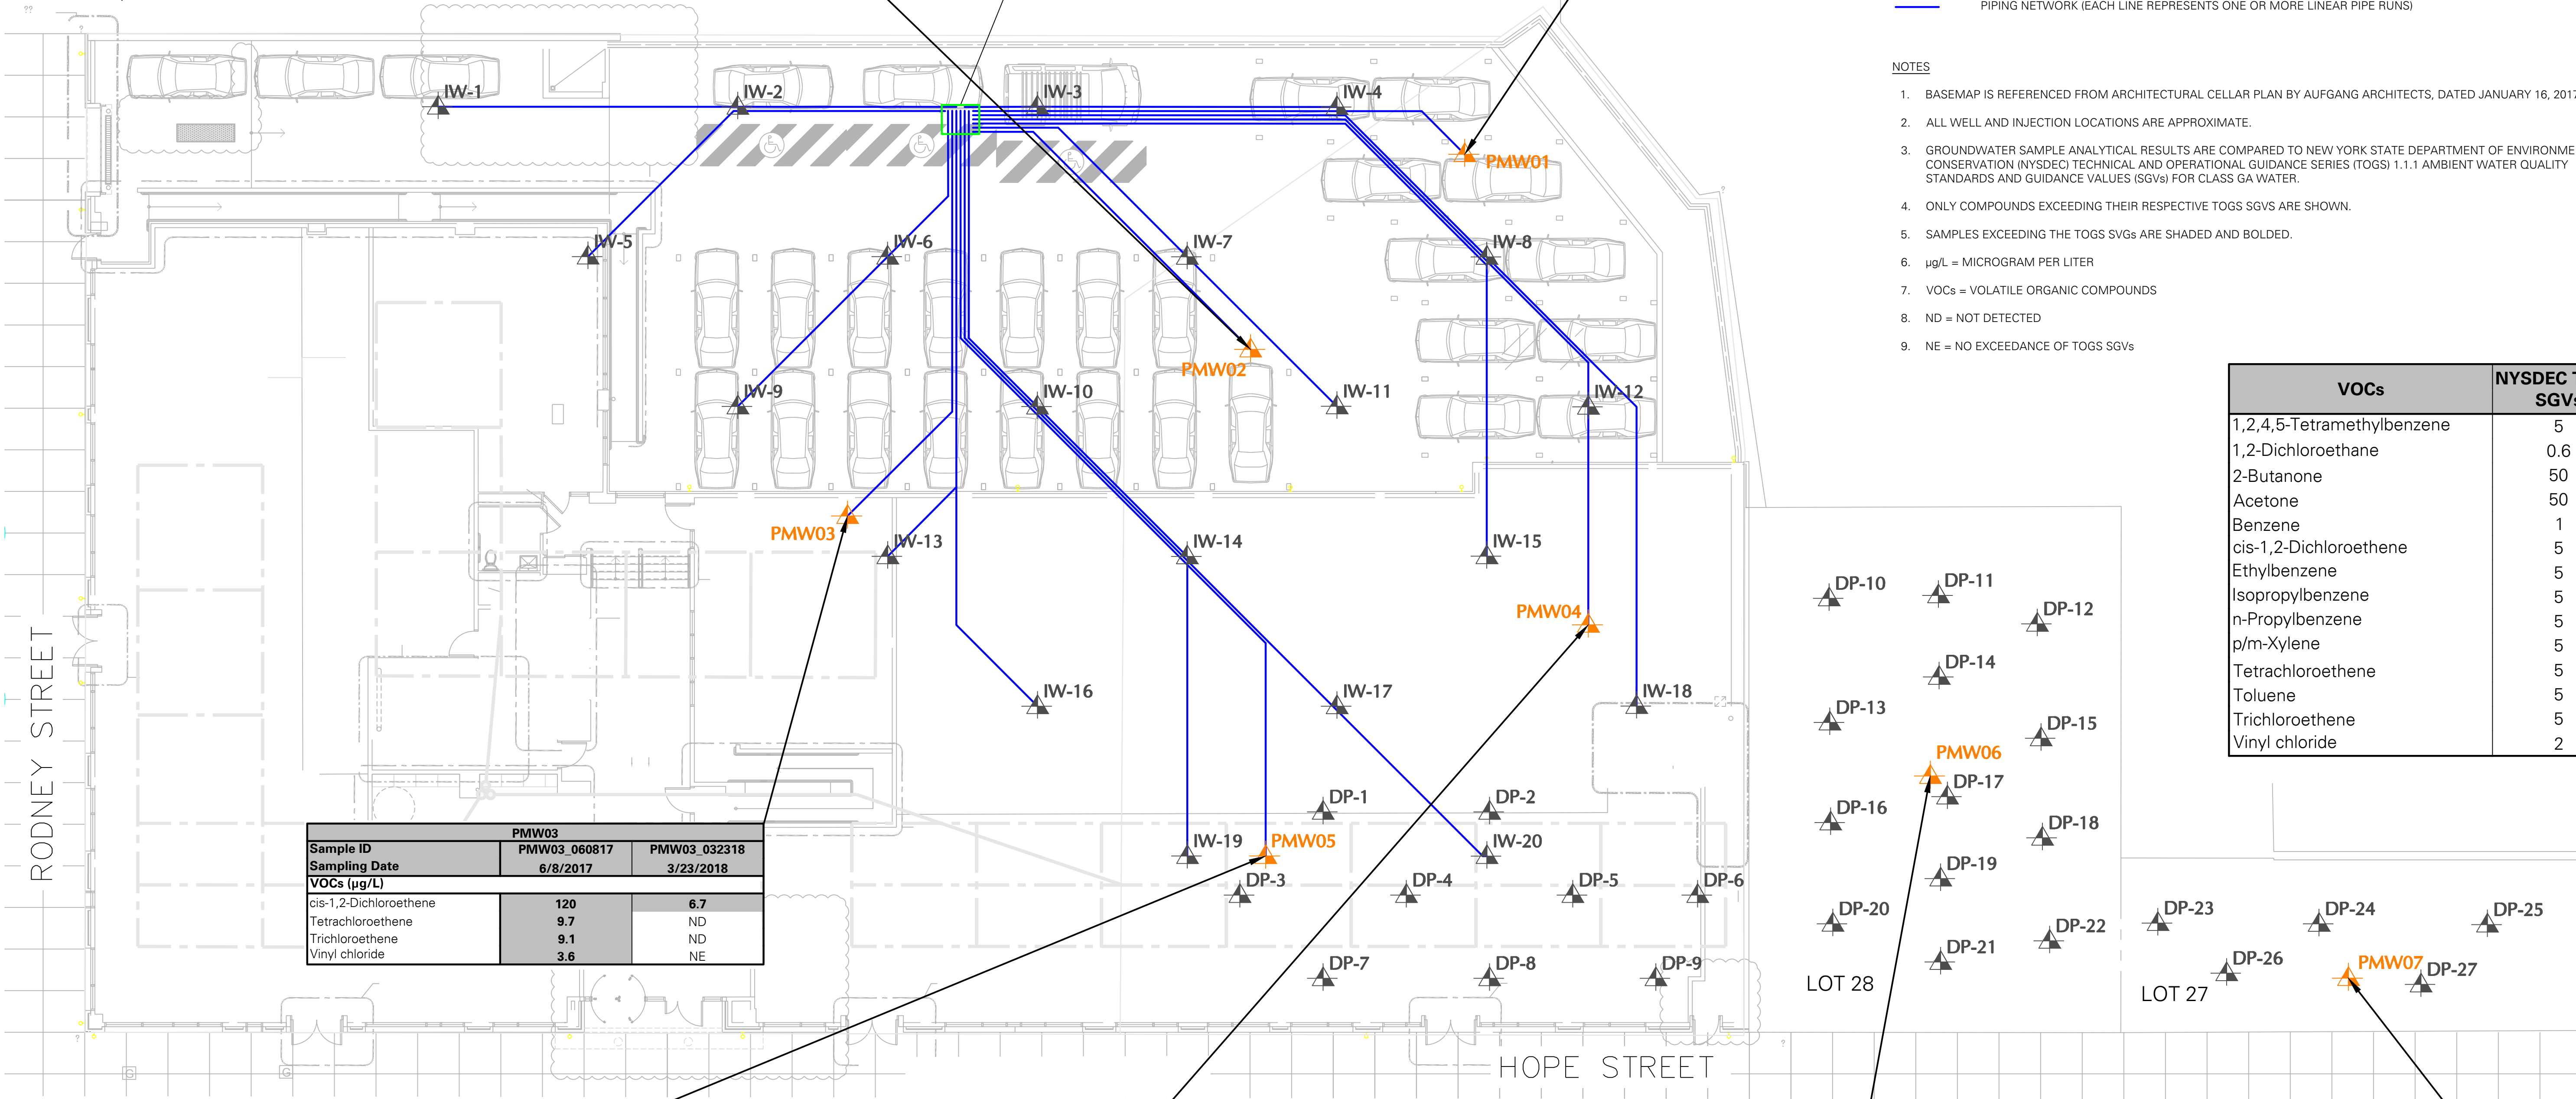 PIPING NETWORK (EACH LINE REPRESENTS ONE OR MORE LINEAR PIPE RUNS)
NOTES
1. BASEMAP IS REFERENCED FROM ARCHITECTURAL CELLAR PLAN BY AUFGANG ARCHITECTS, DATED JANUARY 16, 2017
2. ALL WELL AND INJECTION LOCATIONS ARE APPROXIMATE.
3. GROUNDWATER SAMPLE ANALYTICAL RESULTS ARE COMPARED TO NEW YORK STATE DEPARTMENT OF ENVIRONME
CONSERVATION (NYSDEC) TECHNICAL AND OPERATIONAL GUIDANCE SERIES (TOGS) 1.1.1 AMBIENT WATER QUALITY
STANDARDS AND GUIDANCE VALUES (SGVs) FOR CLASS GA WATER.
4. ONLY COMPOUNDS EXCEEDING THEIR RESPECTIVE TOGS SGVS ARE SHOWN.
5. SAMPLES EXCEEDING THE TOGS SVGs ARE SHADED AND BOLDED.
6. µg/L = MICROGRAM PER LITER
7. VOCs = VOLATILE ORGANIC COMPOUNDS
8. ND = NOT DETECTED
9. NE = NO EXCEEDANCE OF TOGS SGVs
VOCs NYSDEC T
SGVs
1,2,4,5-Tetramethylbenzene 5
1,2-Dichloroethane 0.6
2-Butanone 50
Acetone 50
Benzene 1
cis-1,2-Dichloroethene 5
Ethylbenzene 5
Isopropylbenzene 5
n-Propylbenzene 5
p/m-Xylene 5
Tetrachloroethene 5
Toluene 5
Trichloroethene 5
Vinyl chloride 2
IW-1 IW-2 IW-3 IW-4
PMW01
IW-5 IW-6 IW-7 IW-8
PMW02
IW-9 IW-10 IW-11 IW-12
PMW03
IW-13 IW-14 IW-15
PMW04
IW-16 IW-17 IW-18
DP-10 DP-11 DP-12
DP-14
DP-13 DP-15
PMW06
DP-17
DP-16 DP-18
DP-19
DP-20 DP-22
DP-21
DP-1 DP-2
IW-19 PMW05 IW-20
DP-3 DP-4 DP-5 DP-6
DP-7 DP-8 DP-9
DP-23 DP-24 DP-25
DP-26 PMW07 DP-27
LOT 28
LOT 27
RODNEY STREET
HOPE STREET
PMW03
Sample ID PMW03_060817 PMW03_032318
Sampling Date 6/8/2017 3/23/2018
VOCs (µg/L)
cis-1,2-Dichloroethene 120 6.7
Tetrachloroethene 9.7 ND
Trichloroethene 9.1 ND
Vinyl chloride 3.6 NE
G
G